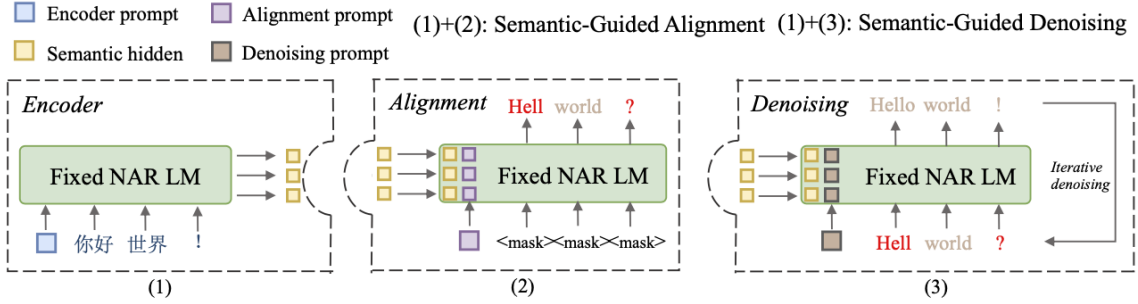 Encoder prompt
Alignment prompt
(1)+(2): Semantic-Guided Alignment
(1)+(3): Semantic-Guided Denoising
Semantic hidden
Denoising prompt
Encoder
Fixed NAR LM
你好 世界 !
(1)
Alignment
Hell world ?
Fixed NAR LM
<mask><mask><mask>
(2)
Denoising
Hello world !
Fixed NAR LM
Iterative
denoising
Hell world ?
(3)